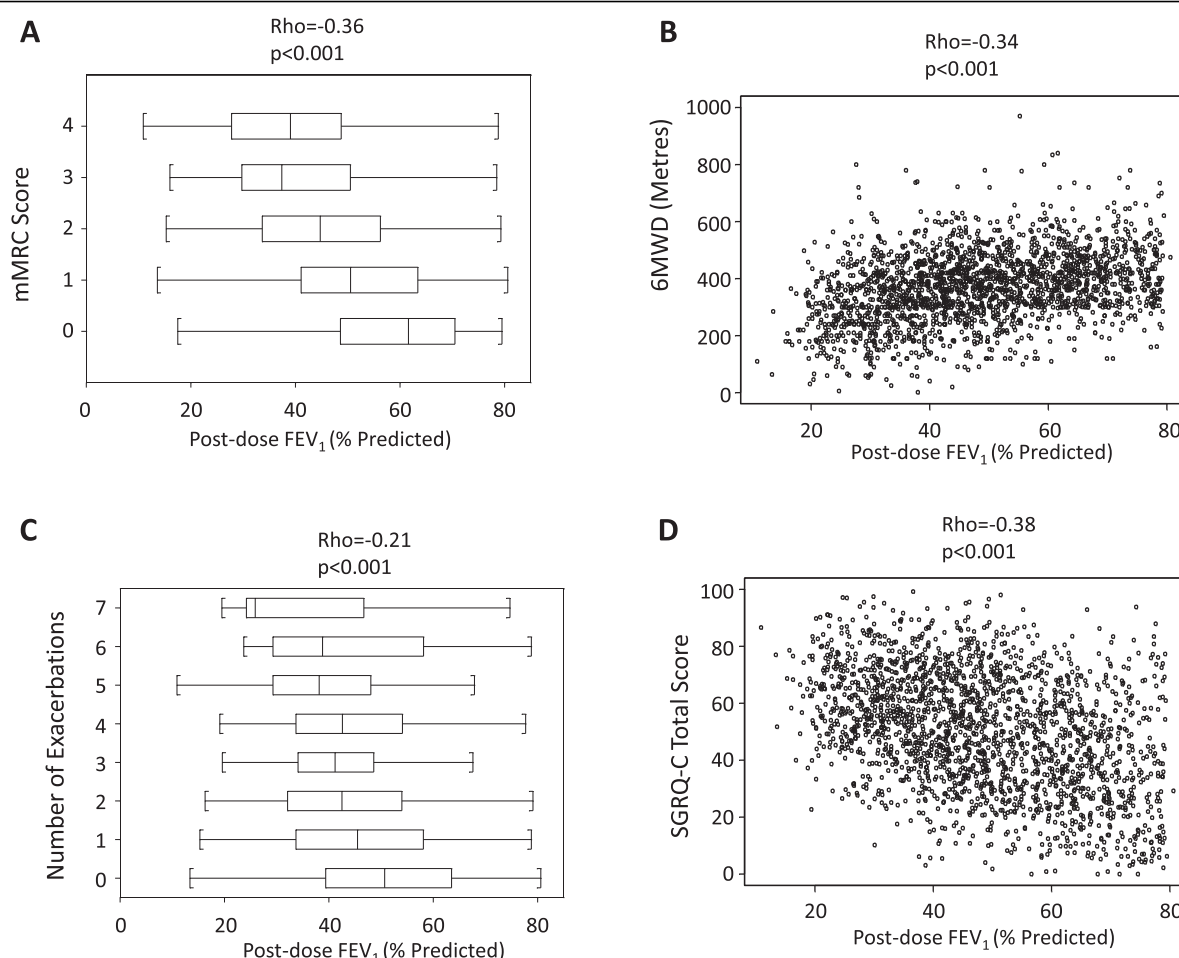 A
Rho=-0.36
p<0.001
mMRC Score
4
3
2
1
0
0 20 40 60 80
Post-dose FEV1 (% Predicted)
B
Rho=-0.34
p<0.001
6MWD (Metres)
1000
800
600
400
200
0
20 40 60 80
Post-dose FEV1 (% Predicted)
C
Rho=-0.21
p<0.001
Number of Exacerbations
7
6
5
4
3
2
1
0
0 20 40 60 80
Post-dose FEV1 (% Predicted)
D
Rho=-0.38
p<0.001
SGRQ-C Total Score
100
80
60
40
20
0
20 40 60 80
Post-dose FEV1 (% Predicted)